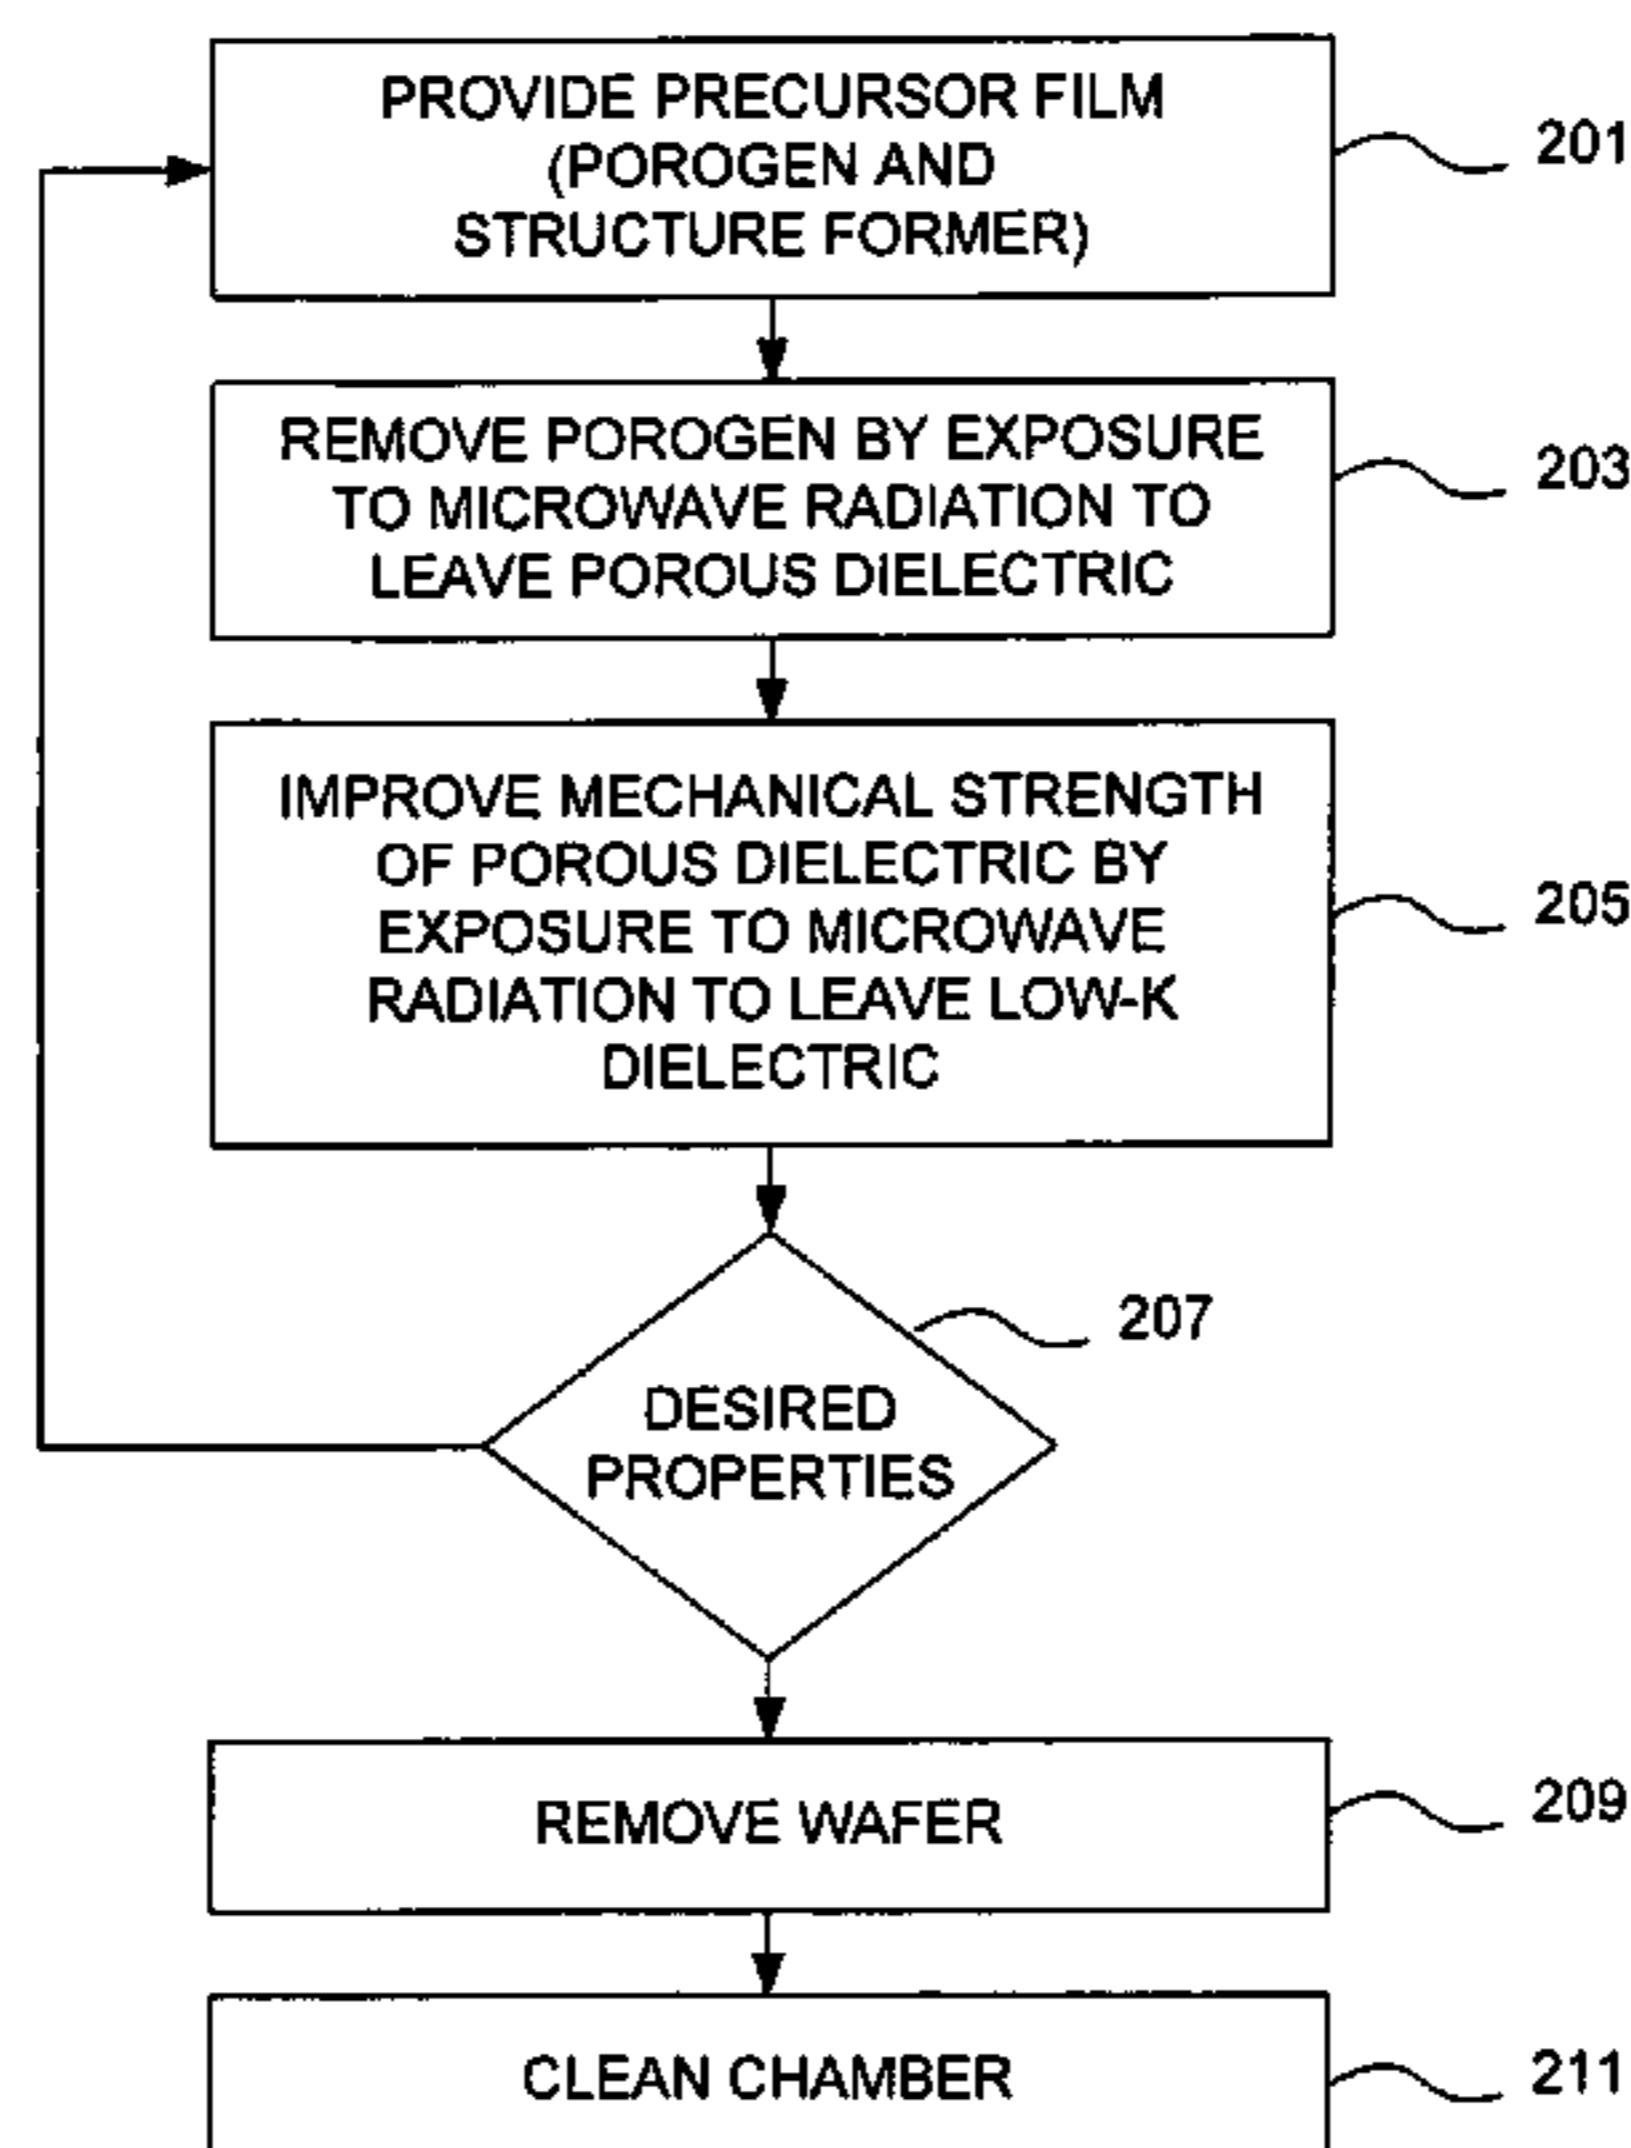 PROVIDE PRECURSOR FILM
(POROGEN AND
STRUCTURE FORMER)
201
REMOVE POROGEN BY EXPOSURE
TO MICROWAVE RADIATION TO
LEAVE POROUS DIELECTRIC
203
IMPROVE MECHANICAL STRENGTH
OF POROUS DIELECTRIC BY
EXPOSURE TO MICROWAVE
RADIATION TO LEAVE LOW-K
DIELECTRIC
205
207
DESIRED
PROPERTIES
REMOVE WAFER
209
CLEAN CHAMBER
211